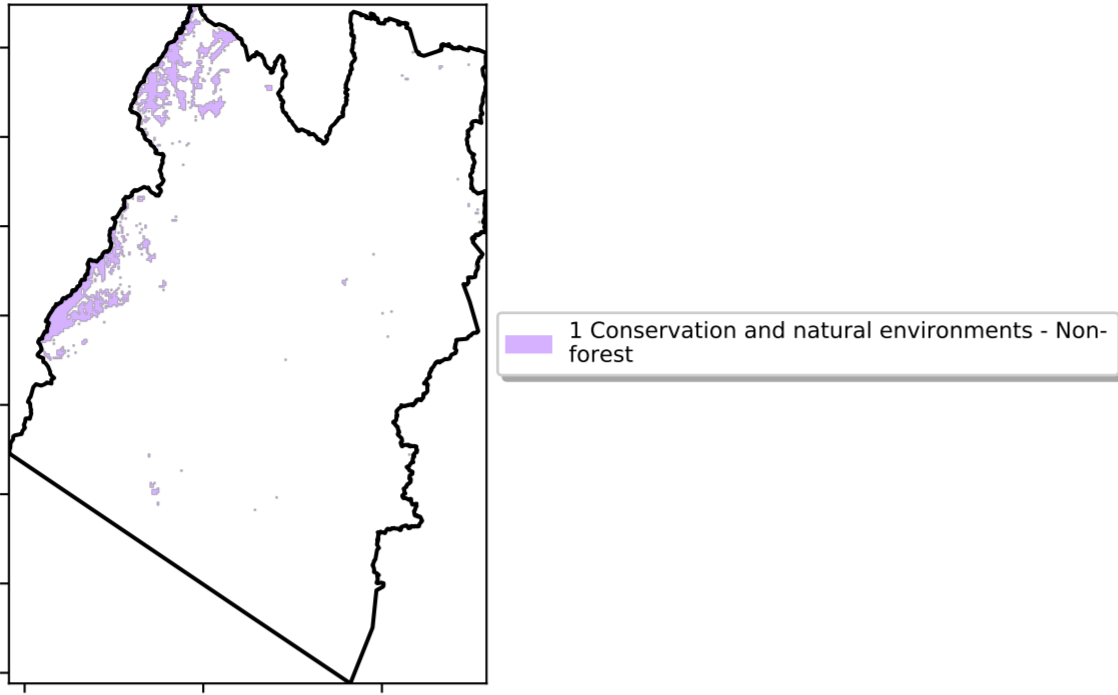 1 Conservation and natural environments - Non-
forest